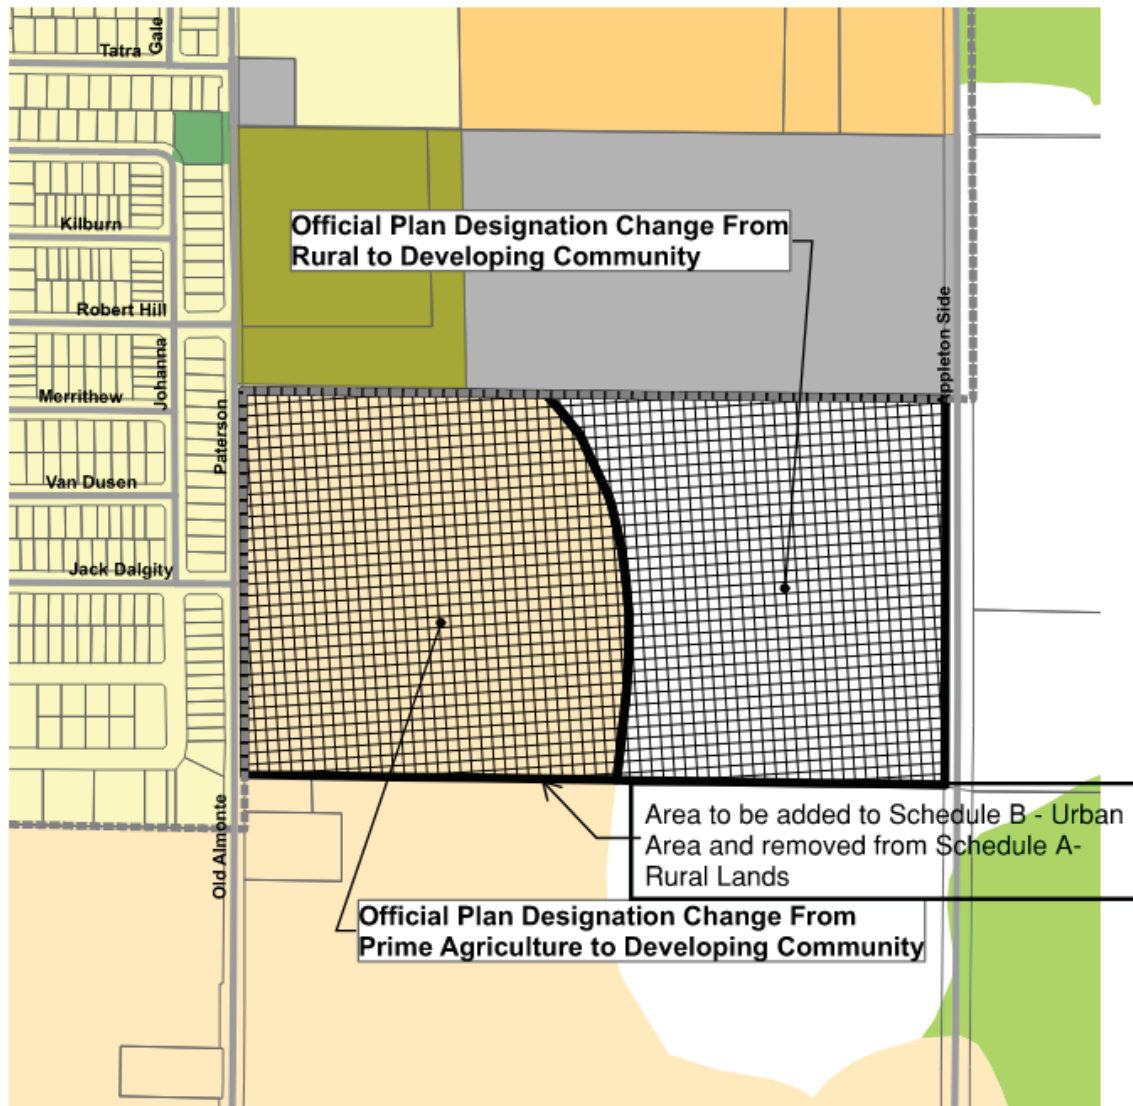 Tatra
Gale
Kilburn
Official Plan Designation Change From
Rural to Developing Community
Robert Hill
Johanna
Appleton Side
Merrithew
Paterson
Van Dusen
Jack Dalgity
Old Almonte
Area to be added to Schedule B - Urban
Area and removed from Schedule A-
Rural Lands
Official Plan Designation Change From
Prime Agriculture to Developing Community